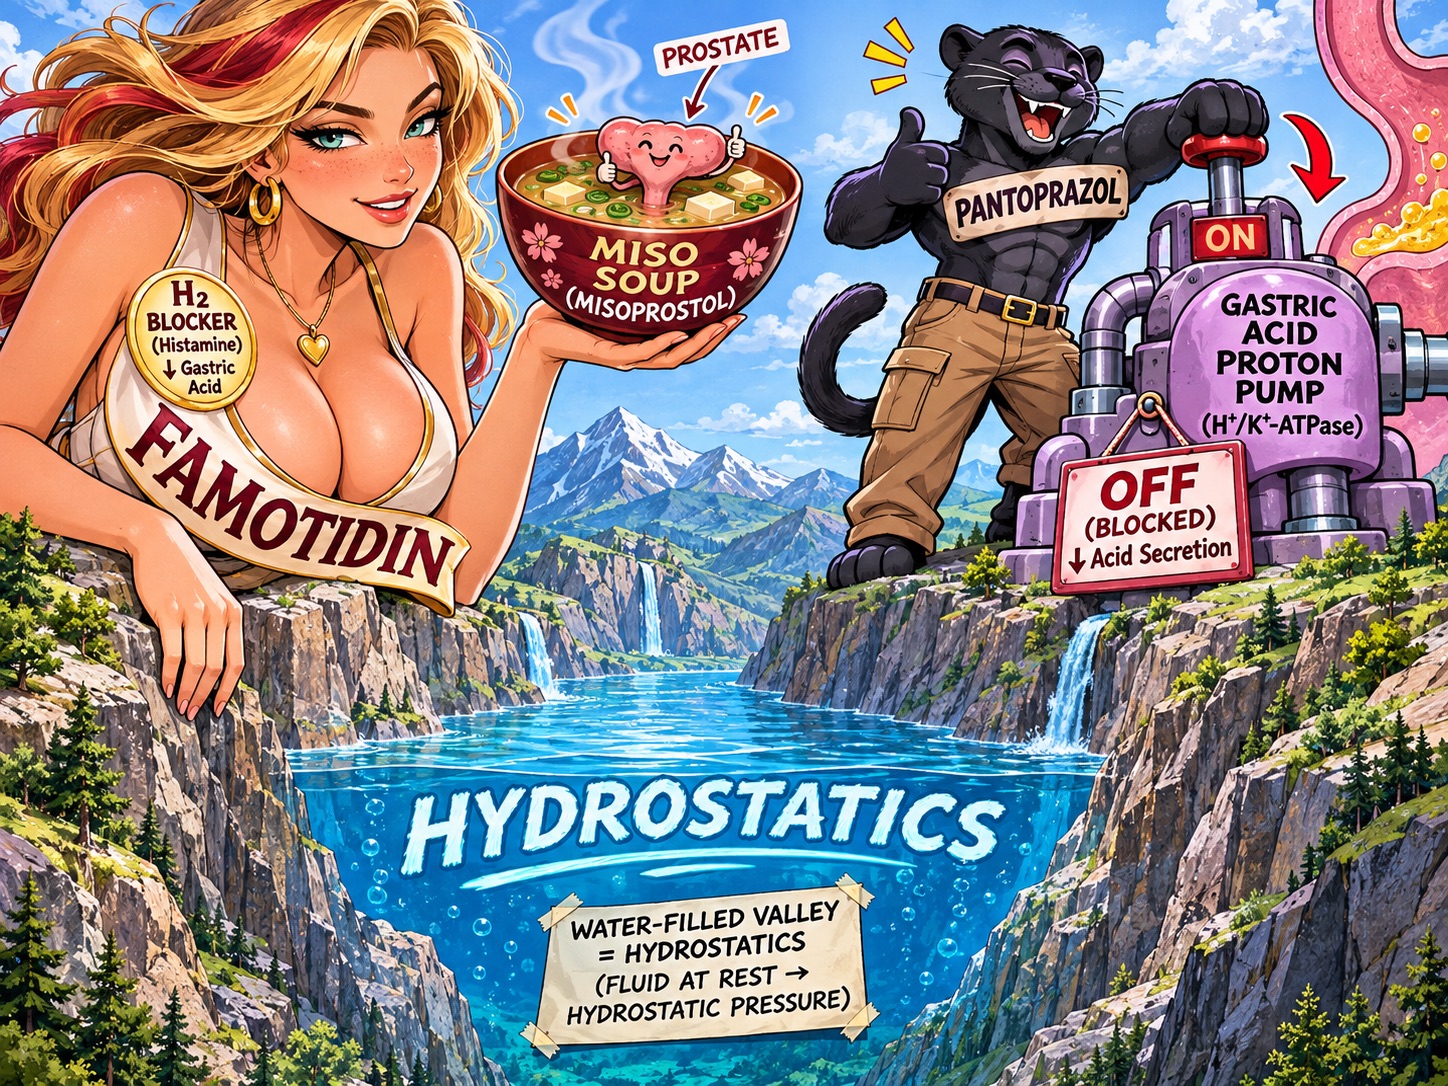 PROSTATE
H₂
BLOCKER
(Histamine)
↓ Gastric
Acid
FAMOTIDIN
MISO
SOUP
(MISOPROSTOL)
PANTOPRAZOL
ON
GASTRIC
ACID
PROTON
PUMP
(H⁺/K⁺-ATPase)
OFF
(BLOCKED)
↓ Acid Secretion
HYDROSTATICS
WATER-FILLED VALLEY
= HYDROSTATICS
(FLUID AT REST →
HYDROSTATIC PRESSURE)